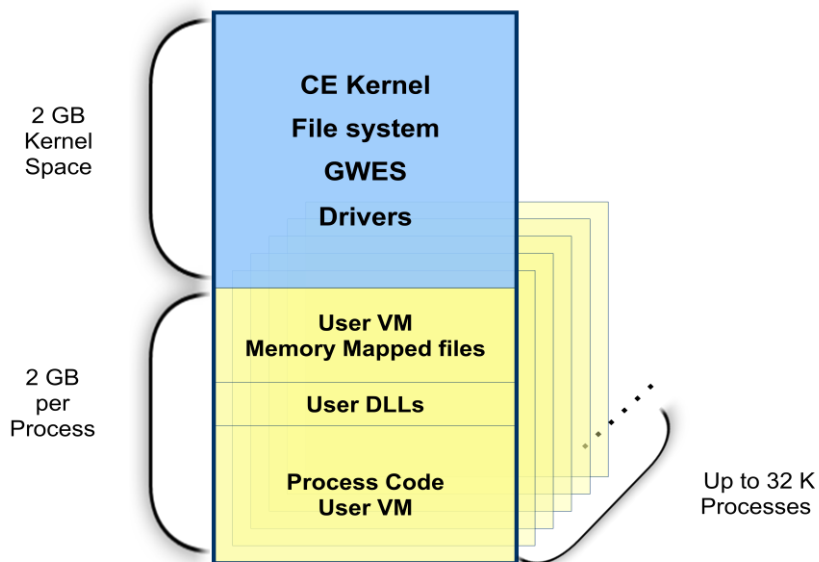 2 GB
Kernel
Space
CE Kernel
File system
GWES
Drivers
2 GB
per
Process
User VM
Memory Mapped files
User DLLs
Process Code
User VM
Up to 32 K
Processes